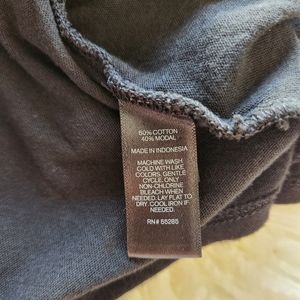 60% COTTON
40% MODAL
MADE IN INDONESIA
MACHINE WASH
COLD WITH LIKE
COLORS. GENTLE
CYCLE. ONLY
NON-CHLORINE
BLEACH WHEN
NEEDED. LAY FLAT TO
DRY. COOL IRON IF
NEEDED.
RN# 55285